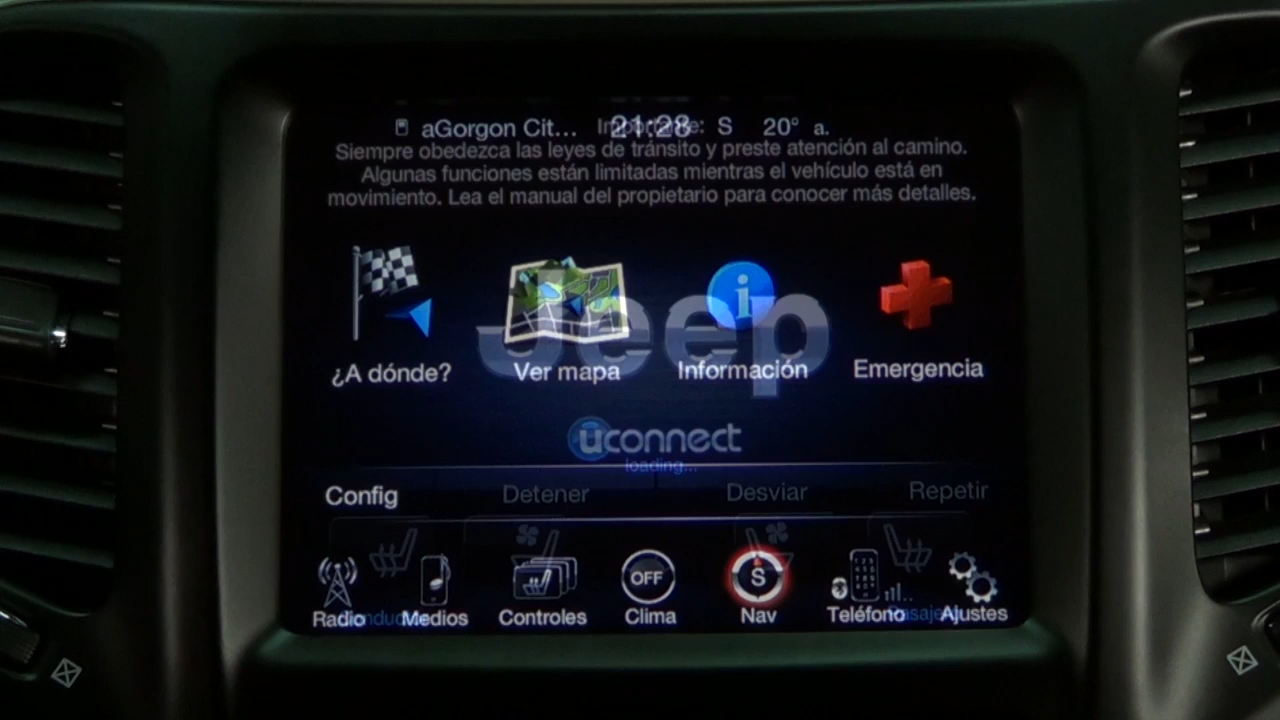 aGorgon Cit... 21:28 S 20° a.
Siempre obedezca las leyes de tránsito y preste atención al camino.
Algunas funciones están limitadas mientras el vehículo está en
movimiento. Lea el manual del propietario para conocer más detalles.
Jeep
¿A dónde? Ver mapa Información Emergencia
uconnect
loading...
Config Detener Desviar Repetir
OFF S
Radio Medios Controles Clima Nav Teléfono Ajustes